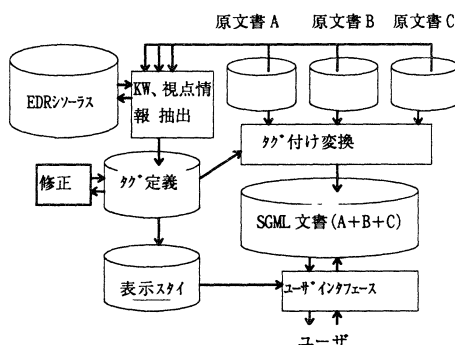 原文書A 原文書B 原文書C
EDRシソーラス
KW、視点情
報 抽出
タグ付け変換
修正
タグ定義
SGML 文書(A+B+C)
表示スタイ
ユーザインタフェース
ユーザ